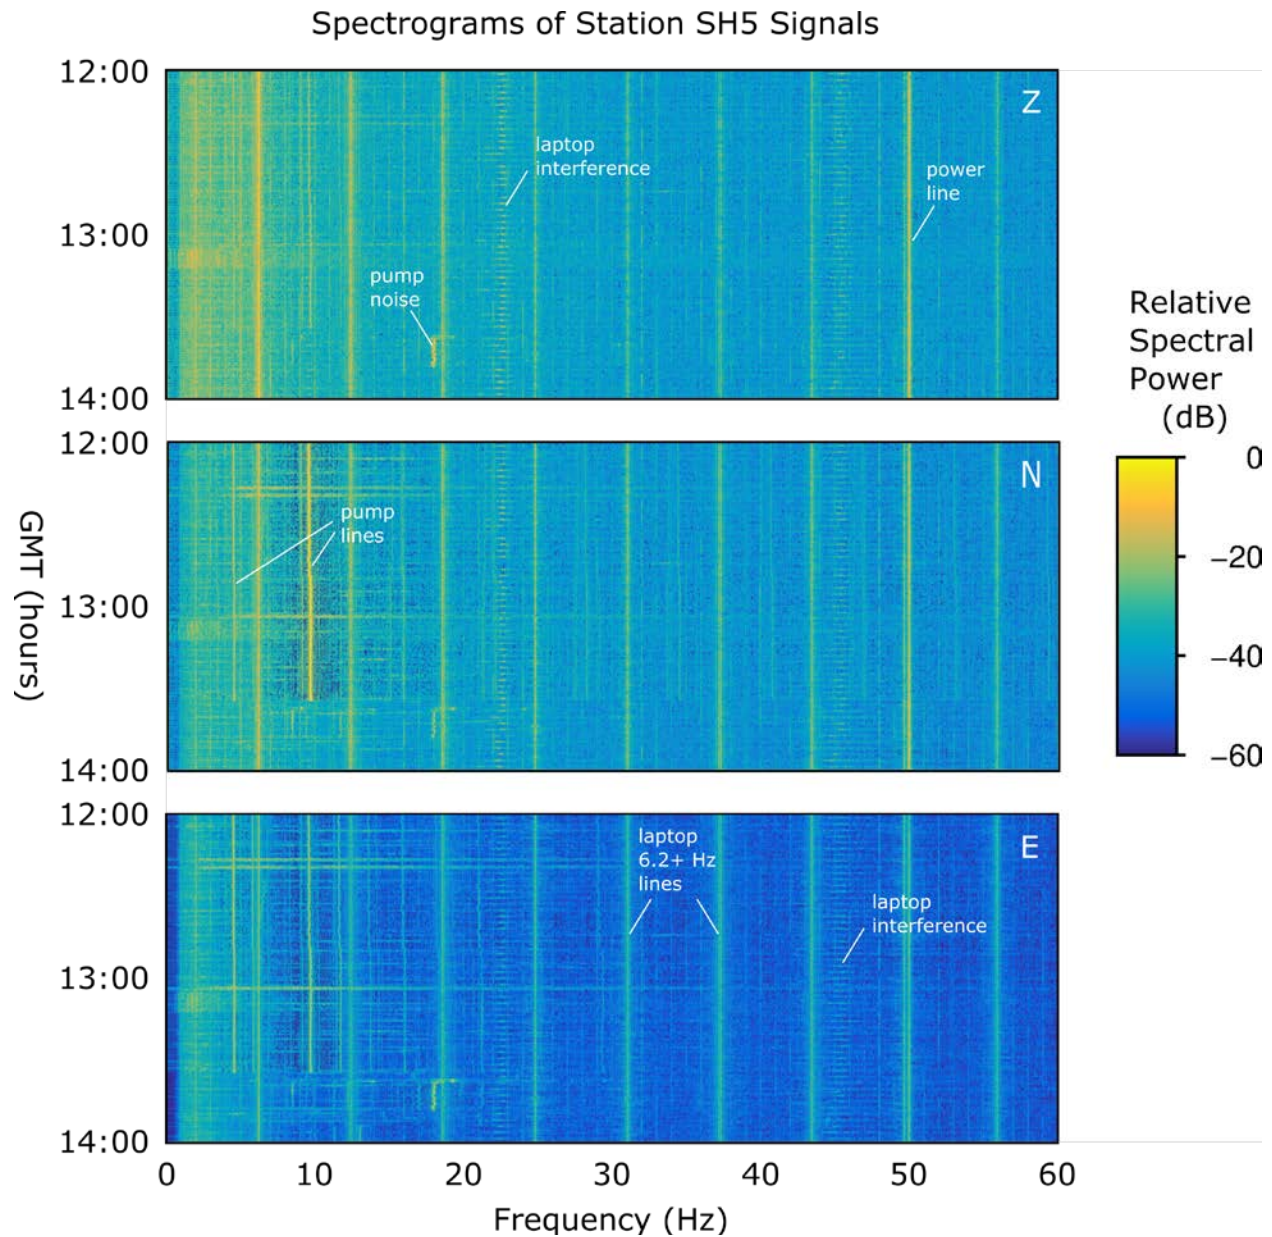 Spectrograms of Station SH5 Signals
12:00
Z
laptop
interference
power
line
13:00
pump
noise
14:00
12:00
N
pump
lines
13:00
14:00
12:00
E
laptop
6.2+ Hz
lines
laptop
interference
13:00
14:00
0 10 20 30 40 50 60
Frequency (Hz)
GMT (hours)
Relative
Spectral
Power
(dB)
0
−20
−40
−60